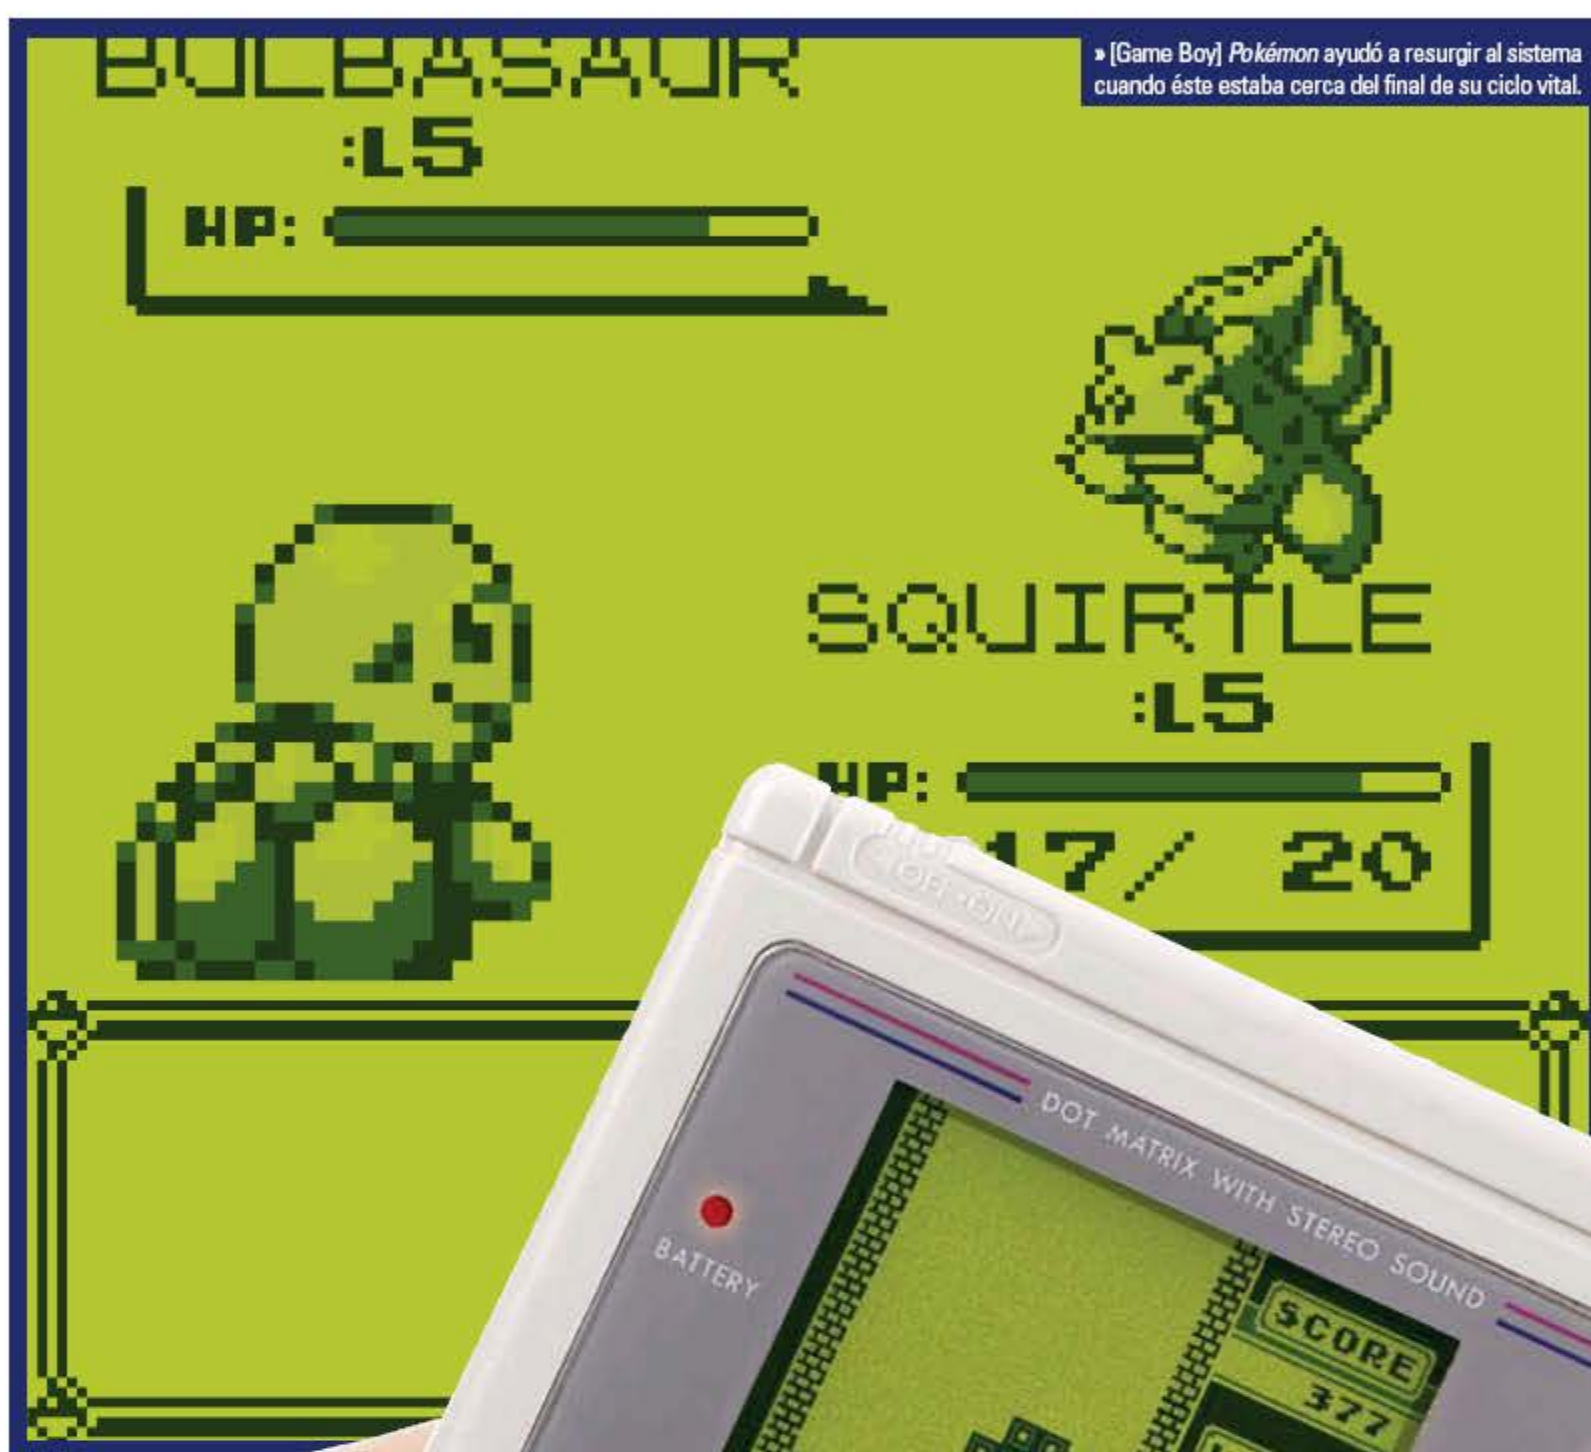 BULBASAUR
:L5
HP:
» [Game Boy] Pokémon ayudó a resurgir al sistema
cuando éste estaba cerca del final de su ciclo vital.
SQUIRTLE
:L5
HP:
17/ 20
OFF•ON
DOT MATRIX WITH STEREO SOUND
BATTERY
SCORE
377